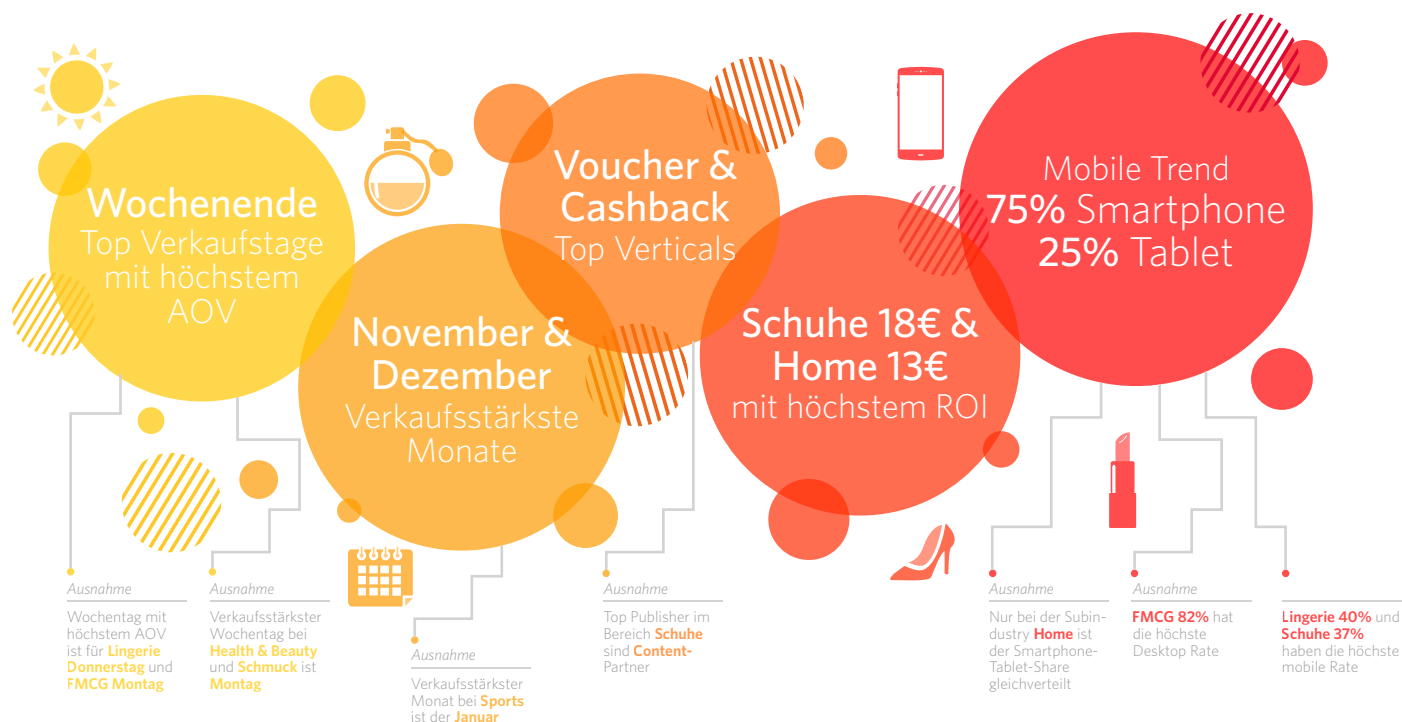 Wochenende
Top Verkaufstage
mit höchstem
AOV
November &
Dezember
Verkaufsstärkste
Monate
Voucher &
Cashback
Top Verticals
Schuhe 18€ &
Home 13€
mit höchstem ROI
Mobile Trend
75% Smartphone
25% Tablet
Ausnahme
Wochentag mit
höchstem AOV
ist für Lingerie
Donnerstag und
FMCG Montag
Ausnahme
Verkaufsstärkster
Wochentag bei
Health & Beauty
und Schmuck ist
Montag
Ausnahme
Verkaufsstärkster
Monat bei Sports
ist der Januar
Ausnahme
Top Publisher im
Bereich Schuhe
sind Content-
Partner
Ausnahme
Nur bei der Subin-
dustry Home ist
der Smartphone-
Tablet-Share
gleichverteilt
Ausnahme
FMCG 82% hat
die höchste
Desktop Rate
Lingerie 40% und
Schuhe 37%
haben die höchste
mobile Rate